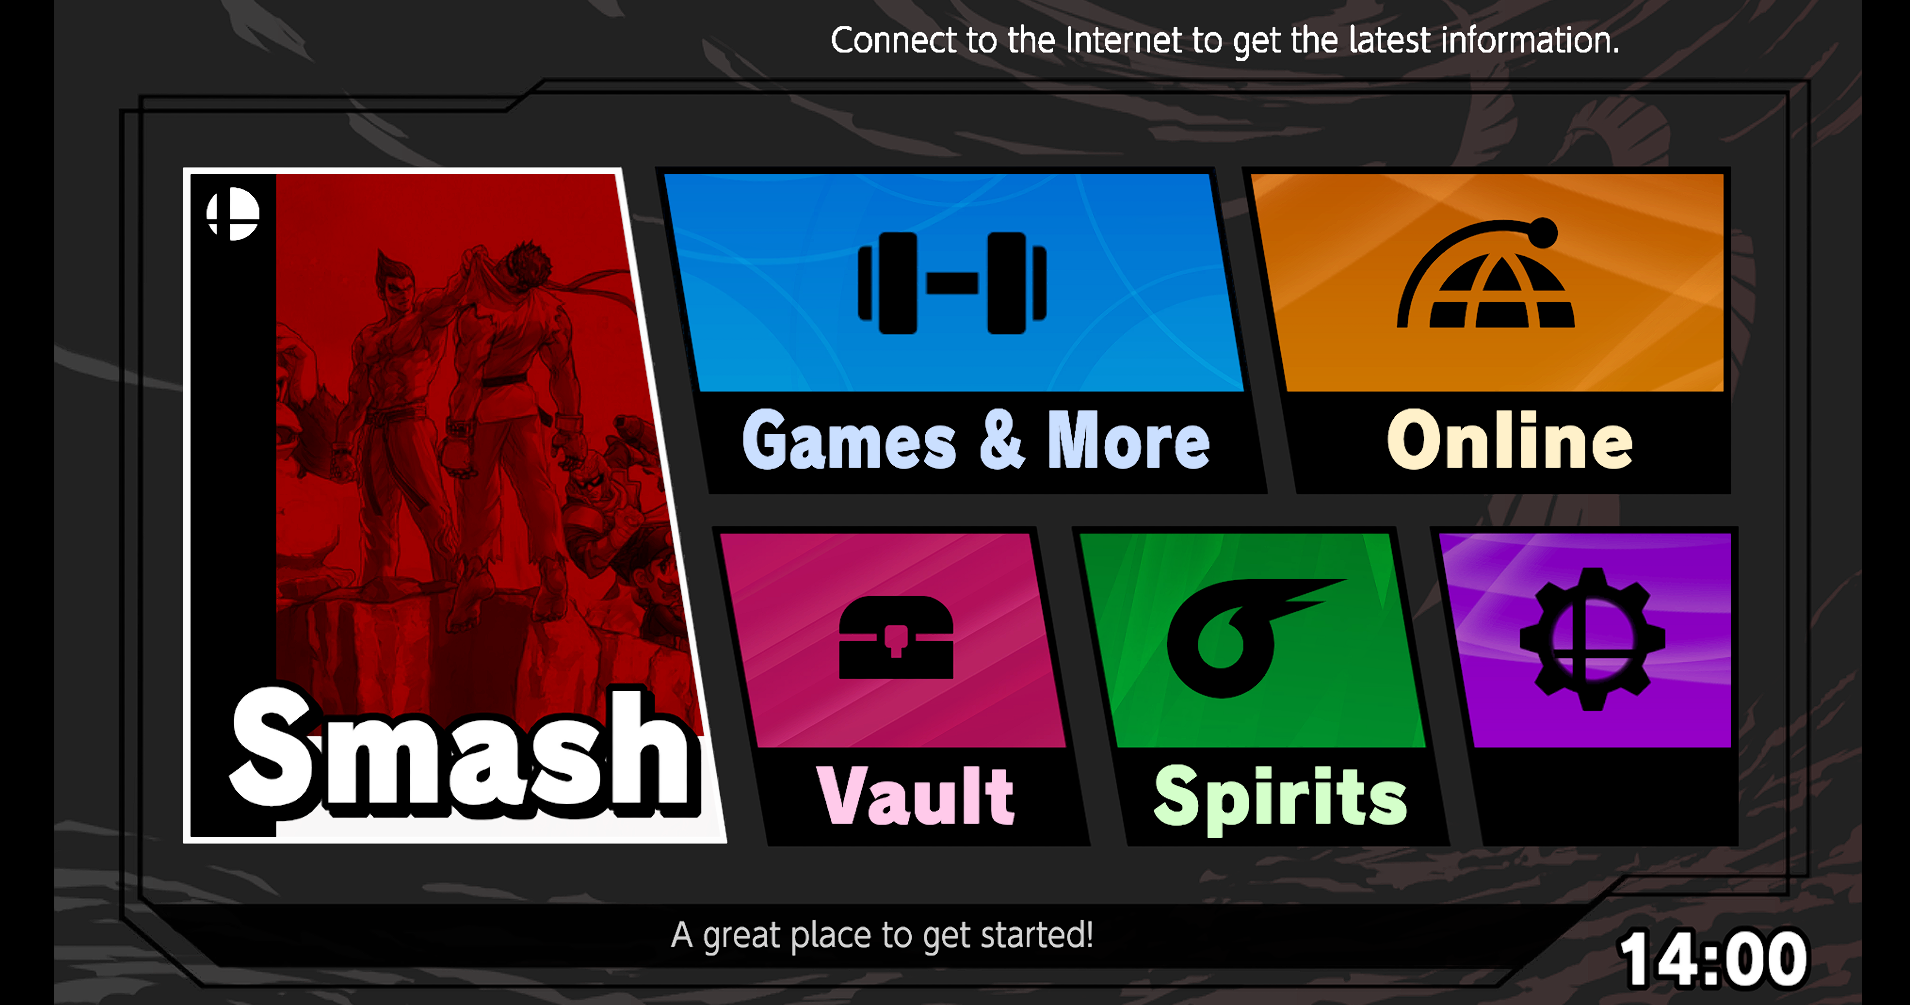 Connect to the Internet to get the latest information.
Smash
Games & More
Online
Vault
Spirits
A great place to get started!
14:00